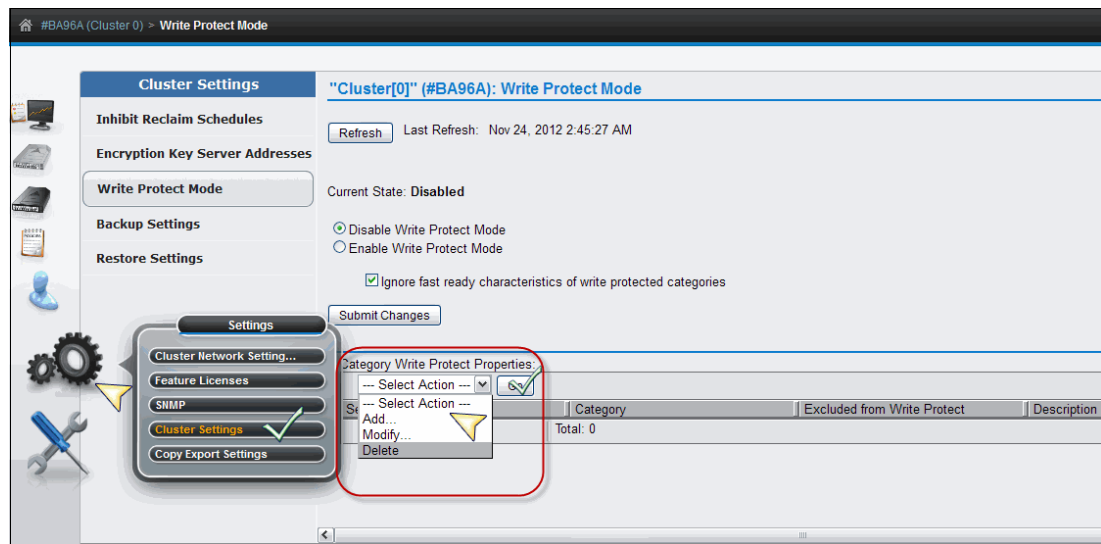 #BA96A (Cluster 0) > Write Protect Mode
Cluster Settings
Inhibit Reclaim Schedules
Encryption Key Server Addresses
Write Protect Mode
Backup Settings
Restore Settings
"Cluster[0]" (#BA96A): Write Protect Mode
Refresh Last Refresh: Nov 24, 2012 2:45:27 AM
Current State: Disabled
Disable Write Protect Mode
Enable Write Protect Mode
Ignore fast ready characteristics of write protected categories
Submit Changes
Settings
Cluster Network Setting...
Feature Licenses
SNMP
Cluster Settings
Copy Export Settings
Category Write Protect Properties:
--- Select Action ---
--- Select Action ---
Add...
Modify...
Delete
Category Excluded from Write Protect Description
Total: 0